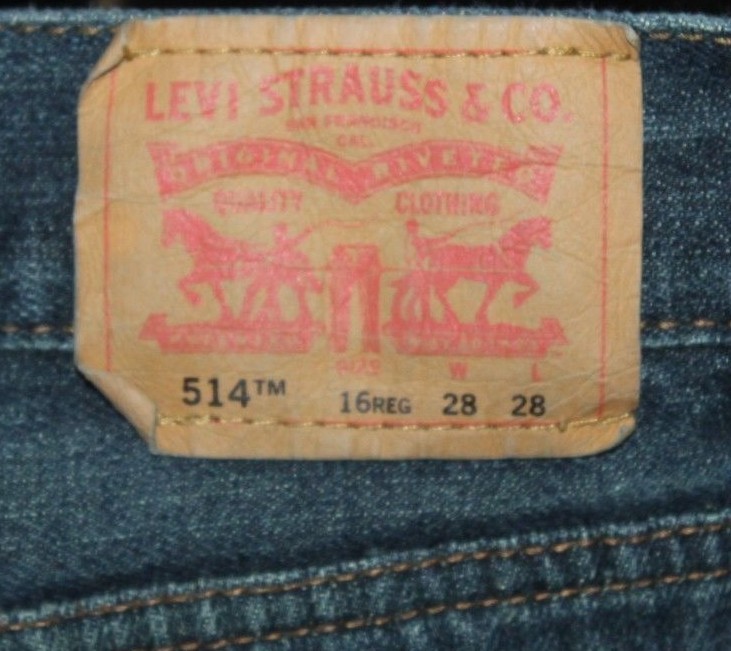 LEVI STRAUSS & CO.
SAN FRANCISCO
CAL.
ORIGINAL RIVETED
QUALITY CLOTHING
SIZE W L
514™ 16REG 28 28